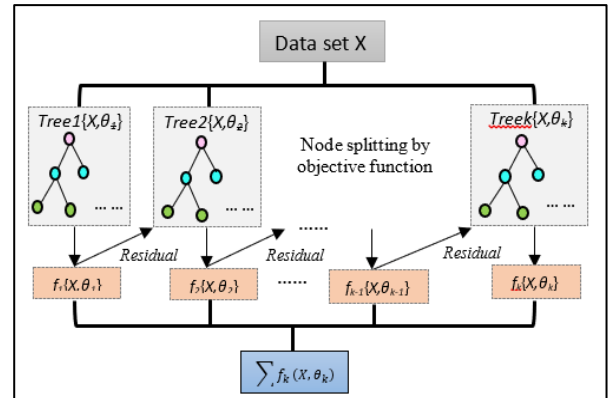 Data set X
Tree1{X,θ₁}
Tree2{X,θ₂}
Treek{X,θₖ}
Node splitting by
objective function
... ...
... ...
... ...
......
Residual
Residual
Residual
......
f₁{X,θ₁}
f₂{X,θ₂}
fₖ₋₁{X,θₖ₋₁}
fₖ{X,θₖ}
∑ fₖ(X,θₖ)